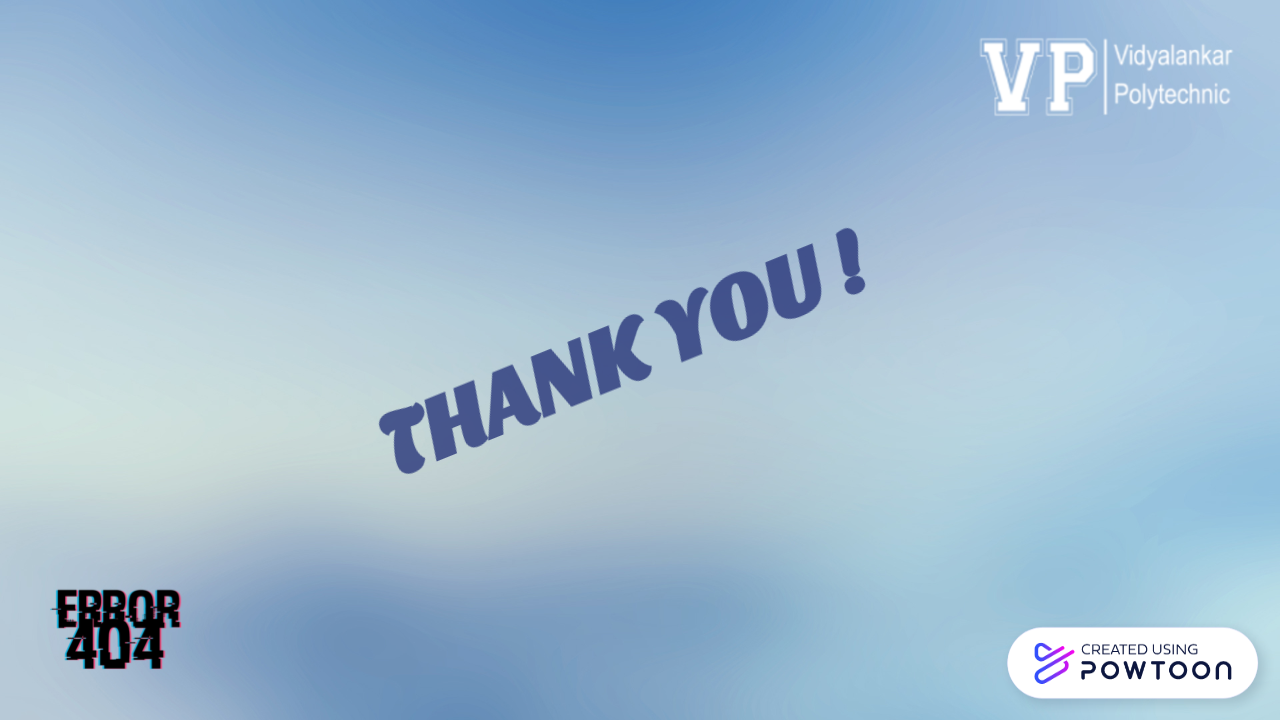 VP
Vidyalankar
Polytechnic
THANK YOU !
ERROR
404
CREATED USING
POWTOON